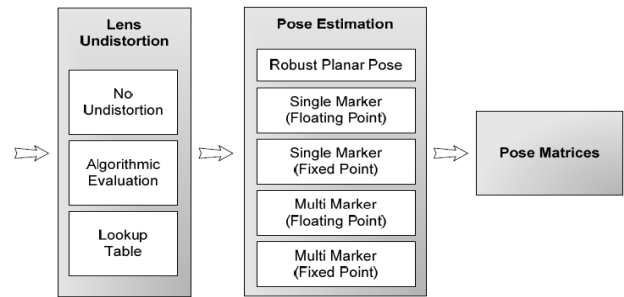 Lens
Undistortion
No
Undistortion
Algorithmic
Evaluation
Lookup
Table
Pose Estimation
Robust Planar Pose
Single Marker
(Floating Point)
Single Marker
(Fixed Point)
Multi Marker
(Floating Point)
Multi Marker
(Fixed Point)
Pose Matrices